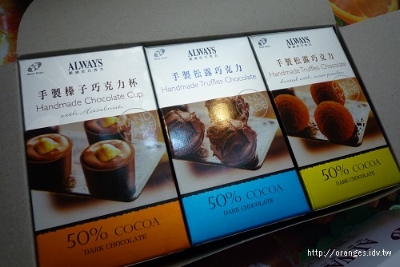 ALWAYS
手製榛子巧克力杯
Handmade Chocolate Cup
with Hazelnuts
50% COCOA
DARK CHOCOLATE
ALWAYS
手製松露巧克力
Handmade Truffles Chocolate
50% COCOA
DARK CHOCOLATE
ALWAYS
手製松露巧克力
Handmade Truffles Chocolate
50% COCOA
DARK CHOCOLATE
http://oranges.idv.tw